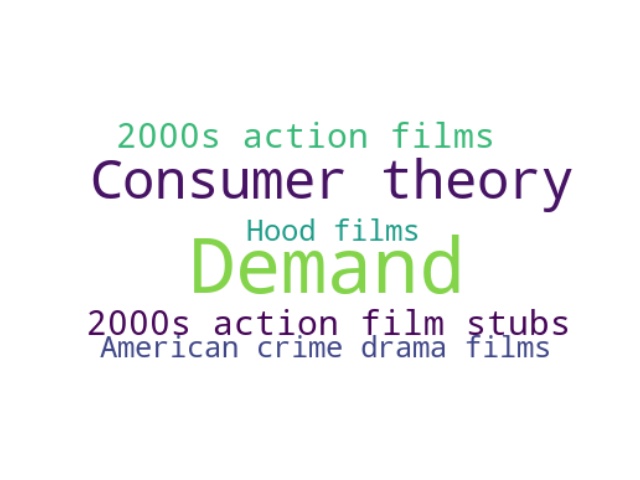 2000s action films
Consumer theory
Hood films
Demand
2000s action film stubs
American crime drama films